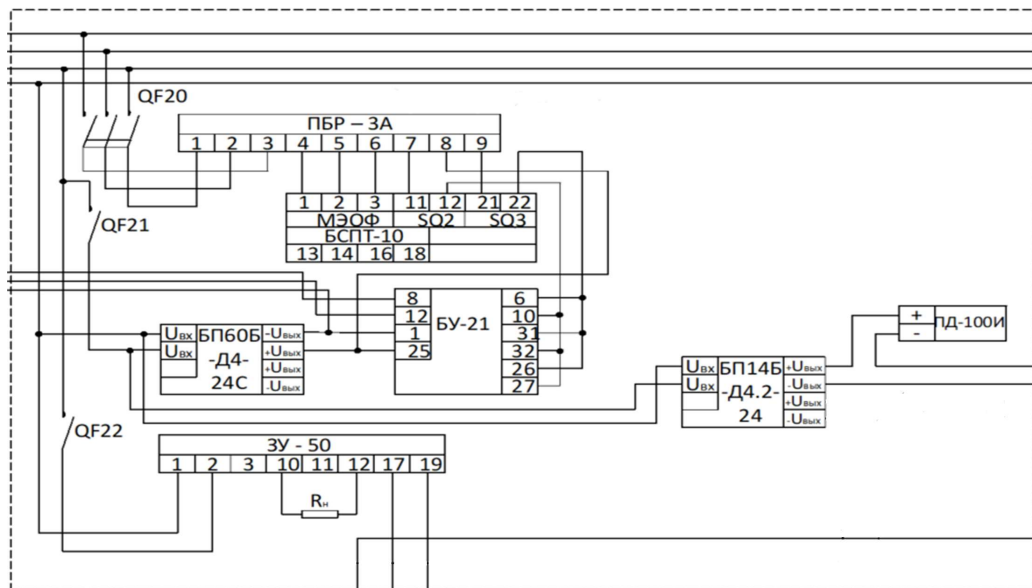 QF20
ПБР – 3А
1 2 3 4 5 6 7 8 9
1 2 3 11 12 21 22
МЭОФ SQ2 SQ3
БСПТ-10
13 14 16 18
QF21
8 6
12 БУ-21 10
1 31
25 32
26
27
Uвх БП60Б -Uвых
Uвх -Д4- +Uвых
24С +Uвых
-Uвых
+ ПД-100И
-
Uвх БП14Б +Uвых
Uвх -Д4.2- -Uвых
24 +Uвых
-Uвых
QF22
ЗУ - 50
1 2 3 10 11 12 17 19
Rн